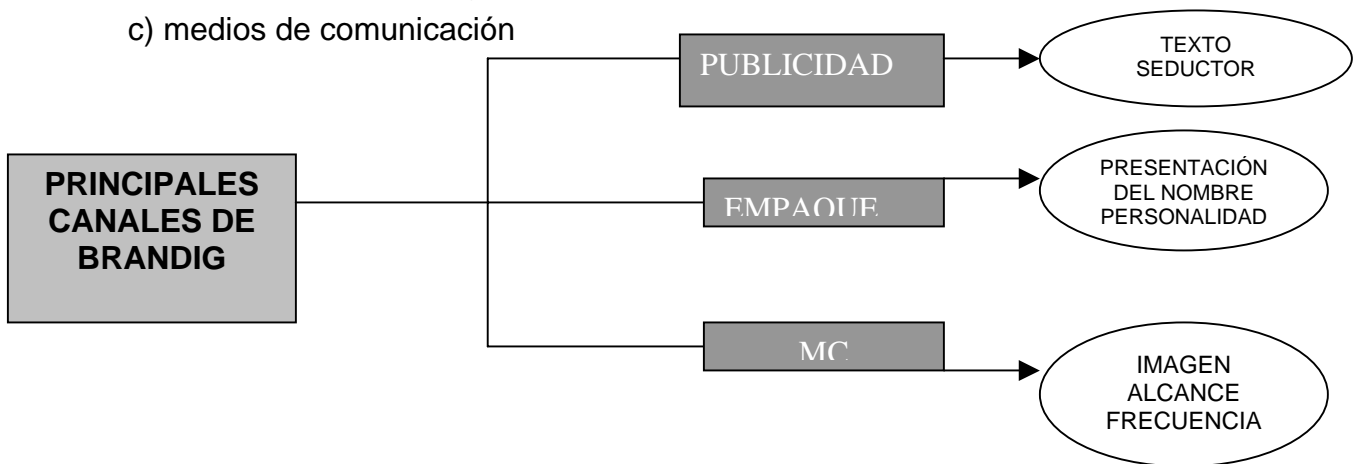 c) medios de comunicación
PRINCIPALES
CANALES DE
BRANDIG
PUBLICIDAD
TEXTO
SEDUCTOR
EMPAQUE
PRESENTACIÓN
DEL NOMBRE
PERSONALIDAD
MC
IMAGEN
ALCANCE
FRECUENCIA